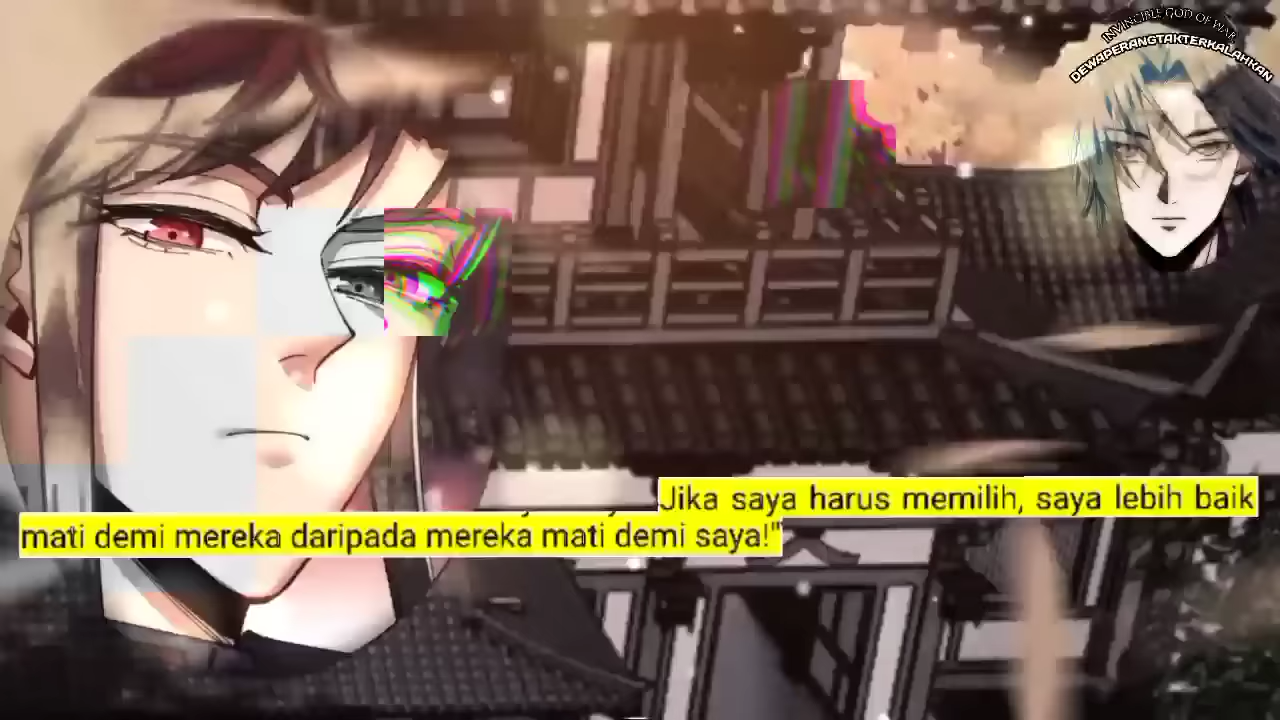 INVINCIBLE GOD OF WAR
DEWAPERANGTAKTERKALAHKAN
Jika saya harus memilih, saya lebih baik
mati demi mereka daripada mereka mati demi saya!"